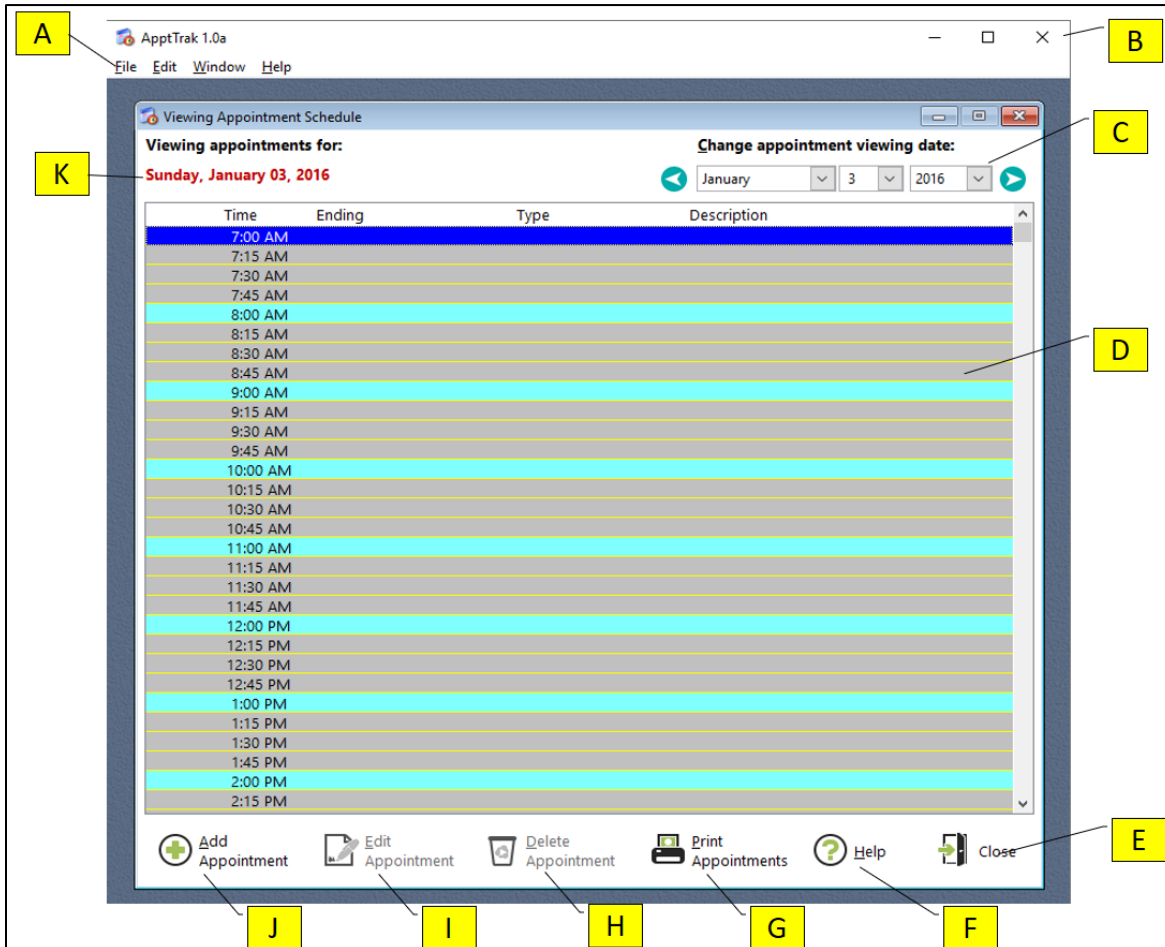 A
ApptTrak 1.0a
B
File Edit Window Help
Viewing Appointment Schedule
C
Viewing appointments for:
Change appointment viewing date:
K
Sunday, January 03, 2016
January 3 2016
Time Ending Type Description
7:00 AM
7:15 AM
7:30 AM
7:45 AM
8:00 AM
8:15 AM
8:30 AM
D
8:45 AM
9:00 AM
9:15 AM
9:30 AM
9:45 AM
10:00 AM
10:15 AM
10:30 AM
10:45 AM
11:00 AM
11:15 AM
11:30 AM
11:45 AM
12:00 PM
12:15 PM
12:30 PM
12:45 PM
1:00 PM
1:15 PM
1:30 PM
1:45 PM
2:00 PM
2:15 PM
Add Appointment
Edit Appointment
Delete Appointment
Print Appointments
Help
Close
E
J
I
H
G
F